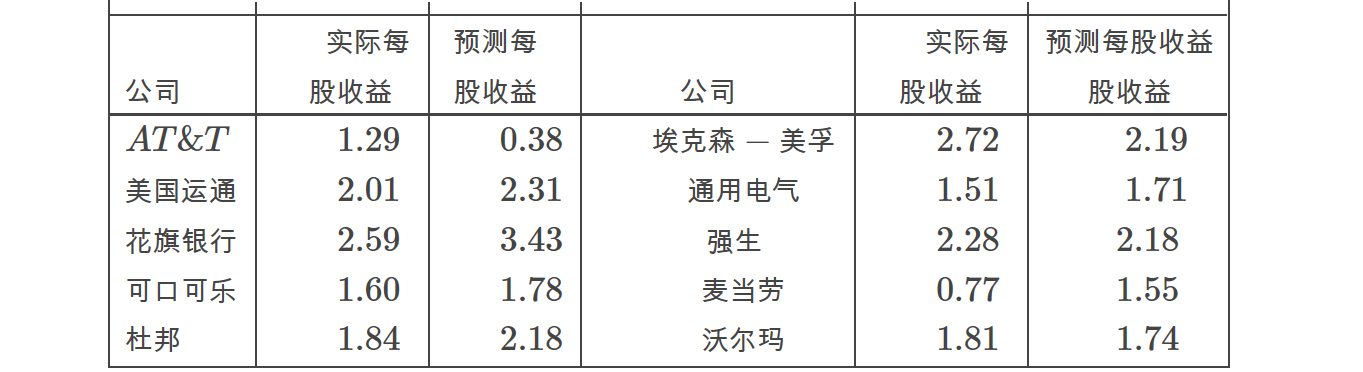 实际每 预测每 实际每 预测每股收益
公司 股收益 股收益 公司 股收益 股收益
AT&T 1.29 0.38 埃克森 — 美孚 2.72 2.19
美国运通 2.01 2.31 通用电气 1.51 1.71
花旗银行 2.59 3.43 强生 2.28 2.18
可口可乐 1.60 1.78 麦当劳 0.77 1.55
杜邦 1.84 2.18 沃尔玛 1.81 1.74